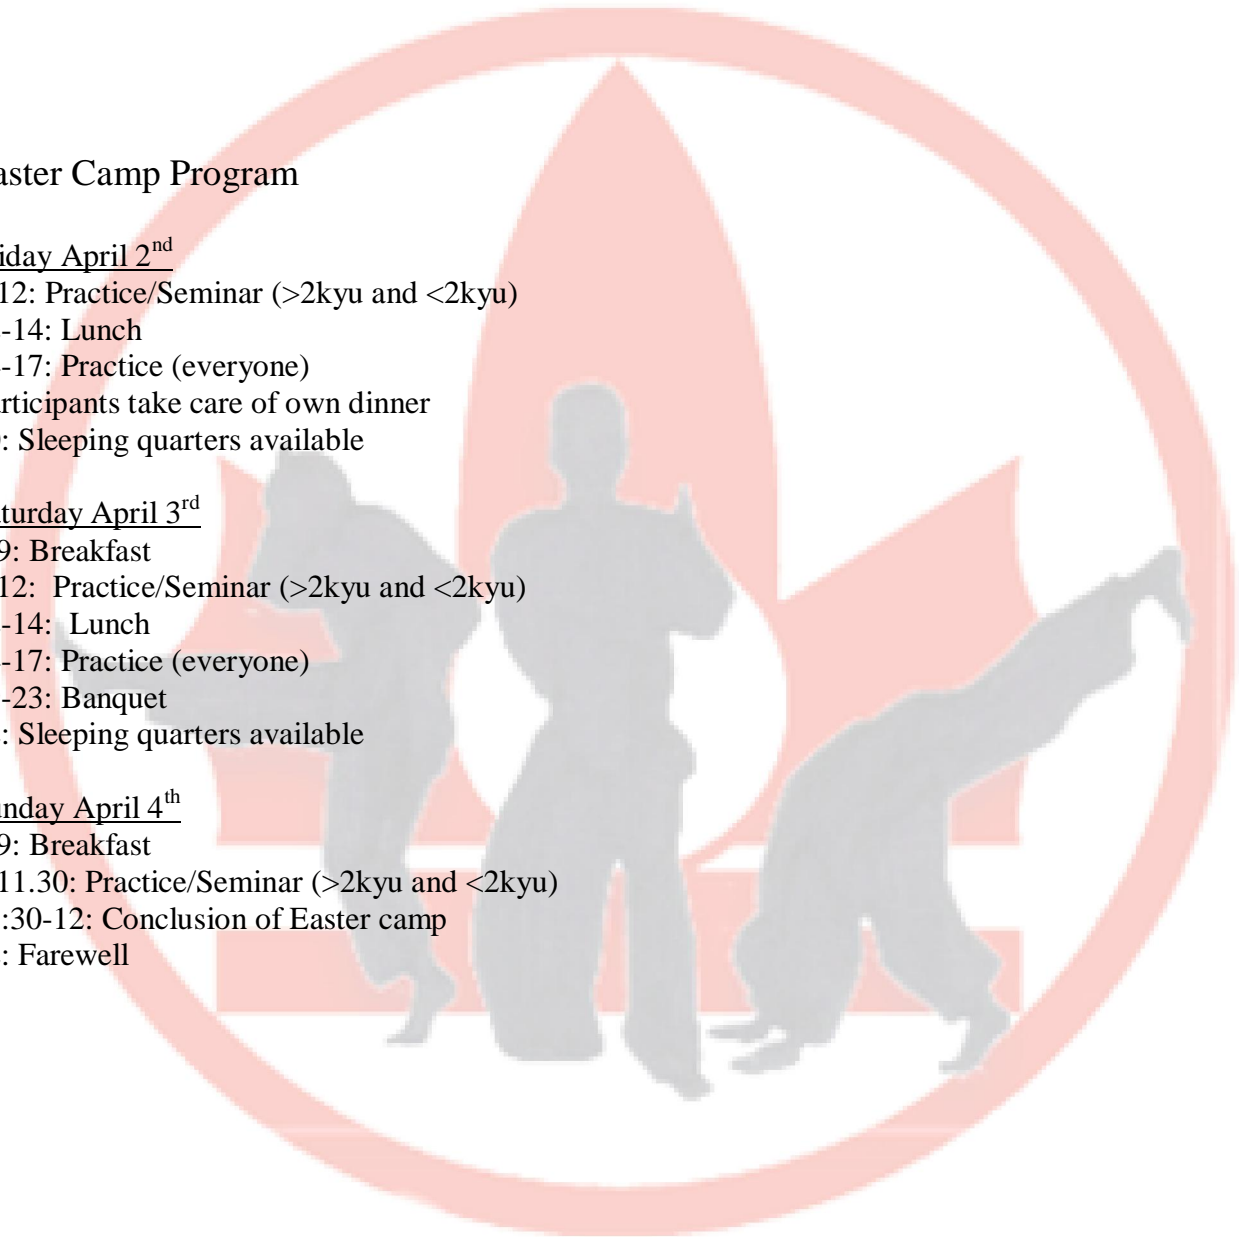 aster Camp Program
iday April 2nd
12: Practice/Seminar (>2kyu and <2kyu)
-14: Lunch
-17: Practice (everyone)
rticipants take care of own dinner
: Sleeping quarters available
turday April 3rd
9: Breakfast
12: Practice/Seminar (>2kyu and <2kyu)
-14: Lunch
-17: Practice (everyone)
-23: Banquet
: Sleeping quarters available
unday April 4th
9: Breakfast
11.30: Practice/Seminar (>2kyu and <2kyu)
:30-12: Conclusion of Easter camp
: Farewell